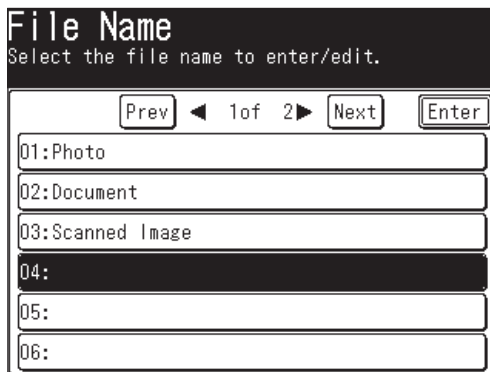 File Name
Select the file name to enter/edit.
Prev ◀ 1of 2▶ Next Enter
01:Photo
02:Document
03:Scanned Image
04:
05:
06: